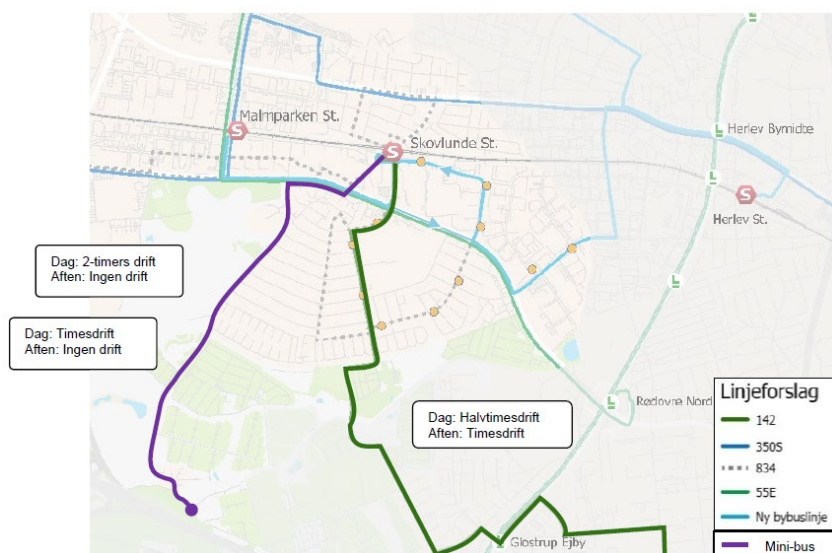 Malmparken St.
S
Skovlunde St.
S
Herlev Bymidte
L
L
S
Herlev St.
Dag: 2-timers drift
Aften: Ingen drift
L
Dag: Timesdrift
Aften: Ingen drift
Dag: Halvtimesdrift
Aften: Timesdrift
Rødovre Nord
L
Glostrup Ejby
L
Linjeforslag
142
350S
834
55E
Ny bybuslinje
Mini-bus